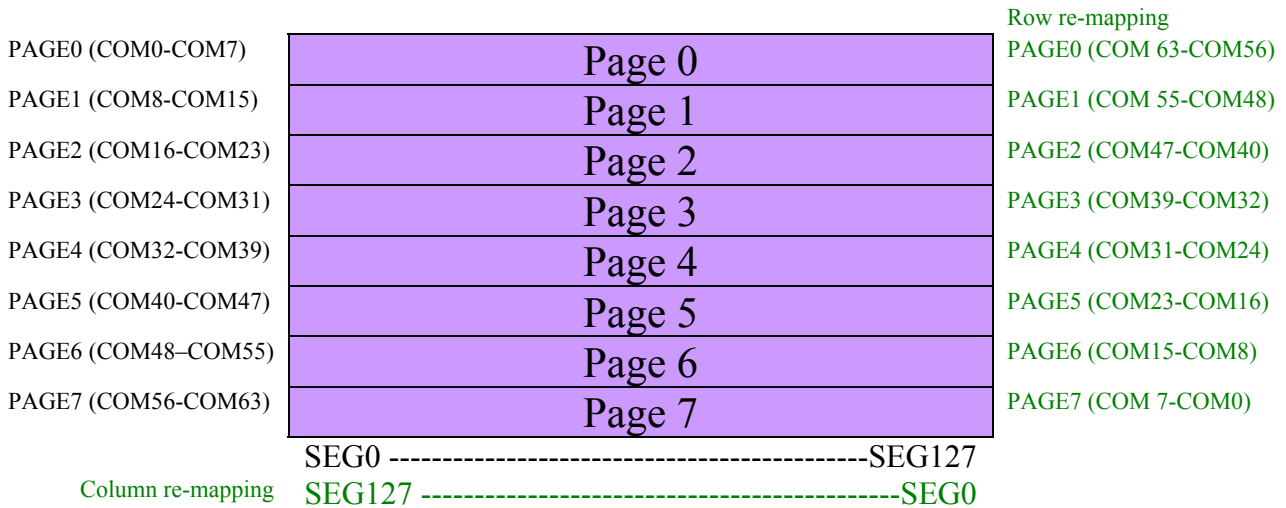 Row re-mapping
PAGE0 (COM0-COM7) Page 0 PAGE0 (COM 63-COM56)
PAGE1 (COM8-COM15) Page 1 PAGE1 (COM 55-COM48)
PAGE2 (COM16-COM23) Page 2 PAGE2 (COM47-COM40)
PAGE3 (COM24-COM31) Page 3 PAGE3 (COM39-COM32)
PAGE4 (COM32-COM39) Page 4 PAGE4 (COM31-COM24)
PAGE5 (COM40-COM47) Page 5 PAGE5 (COM23-COM16)
PAGE6 (COM48–COM55) Page 6 PAGE6 (COM15-COM8)
PAGE7 (COM56-COM63) Page 7 PAGE7 (COM 7-COM0)
SEG0 ---------------------------------------------SEG127
Column re-mapping SEG127 ---------------------------------------------SEG0